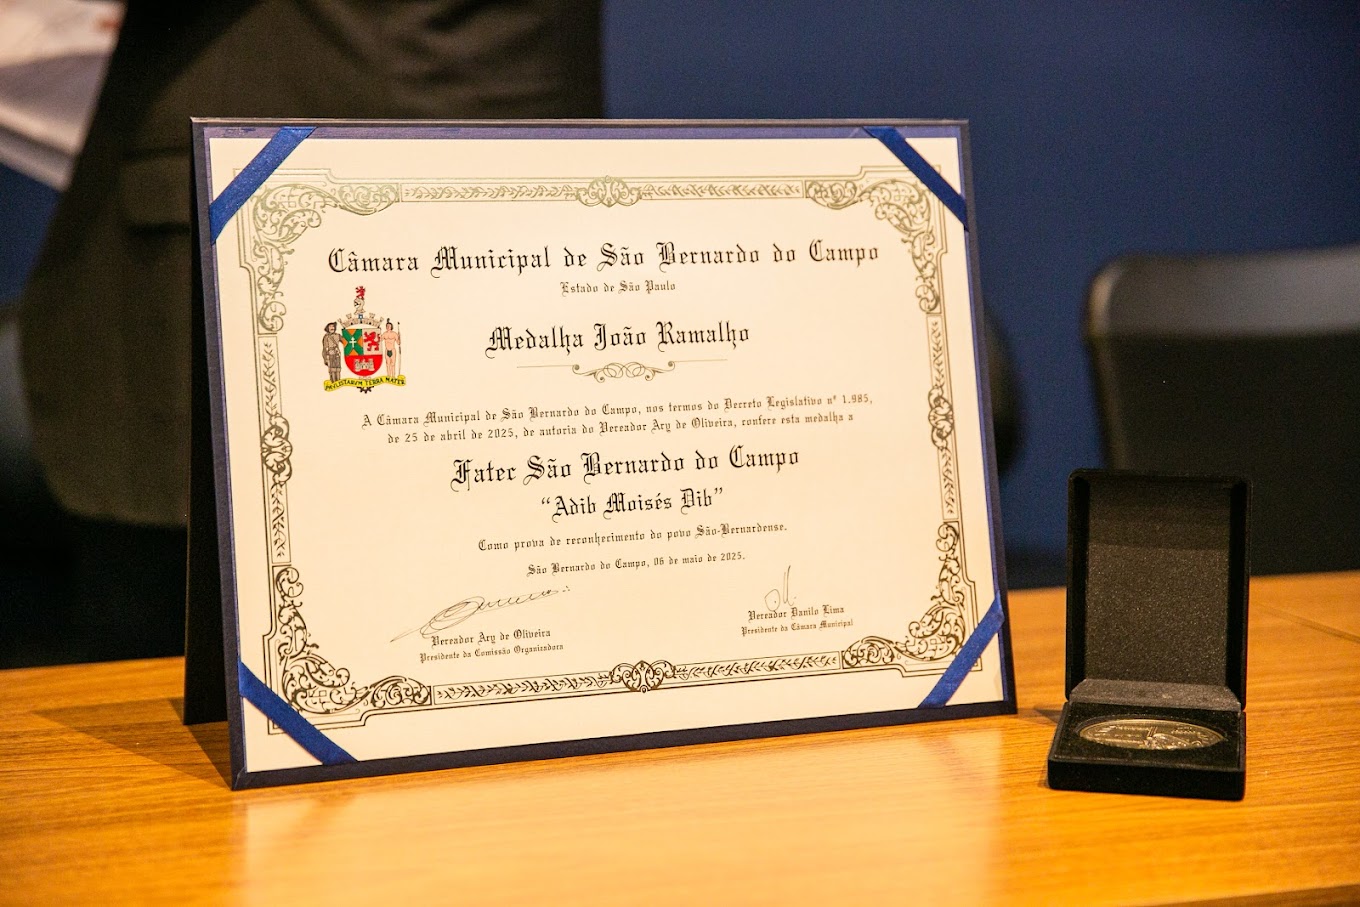 Câmara Municipal de São Bernardo do Campo
Estado de São Paulo
Medalha João Ramalho
PAVLISTARVM TERRA MATER
A Câmara Municipal de São Bernardo do Campo, nos termos do Decreto Legislativo nº 1.985,
de 25 de abril de 2025, de autoria do Vereador Ary de Oliveira, confere esta medalha a
Fatec São Bernardo do Campo
“Adib Moisés Dib”
Como prova de reconhecimento do povo São-Bernardense.
São Bernardo do Campo, 06 de maio de 2025.
Vereador Ary de Oliveira
Presidente da Comissão Organizadora
Vereador Danilo Lima
Presidente da Câmara Municipal